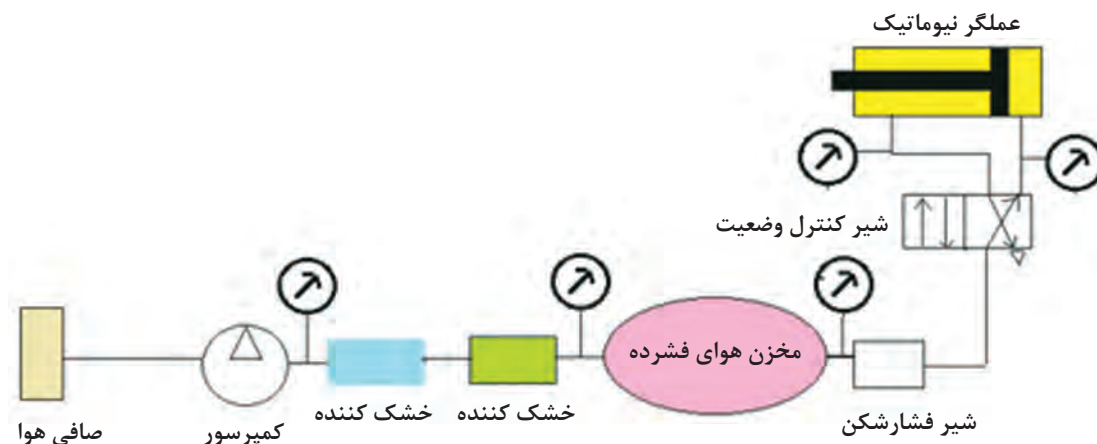 عملگر نیوماتیک
شیر کنترل وضعیت
مخزن هوای فشرده
صافی هوا
کمپرسور
خشک کننده
خشک کننده
شیر فشارشکن